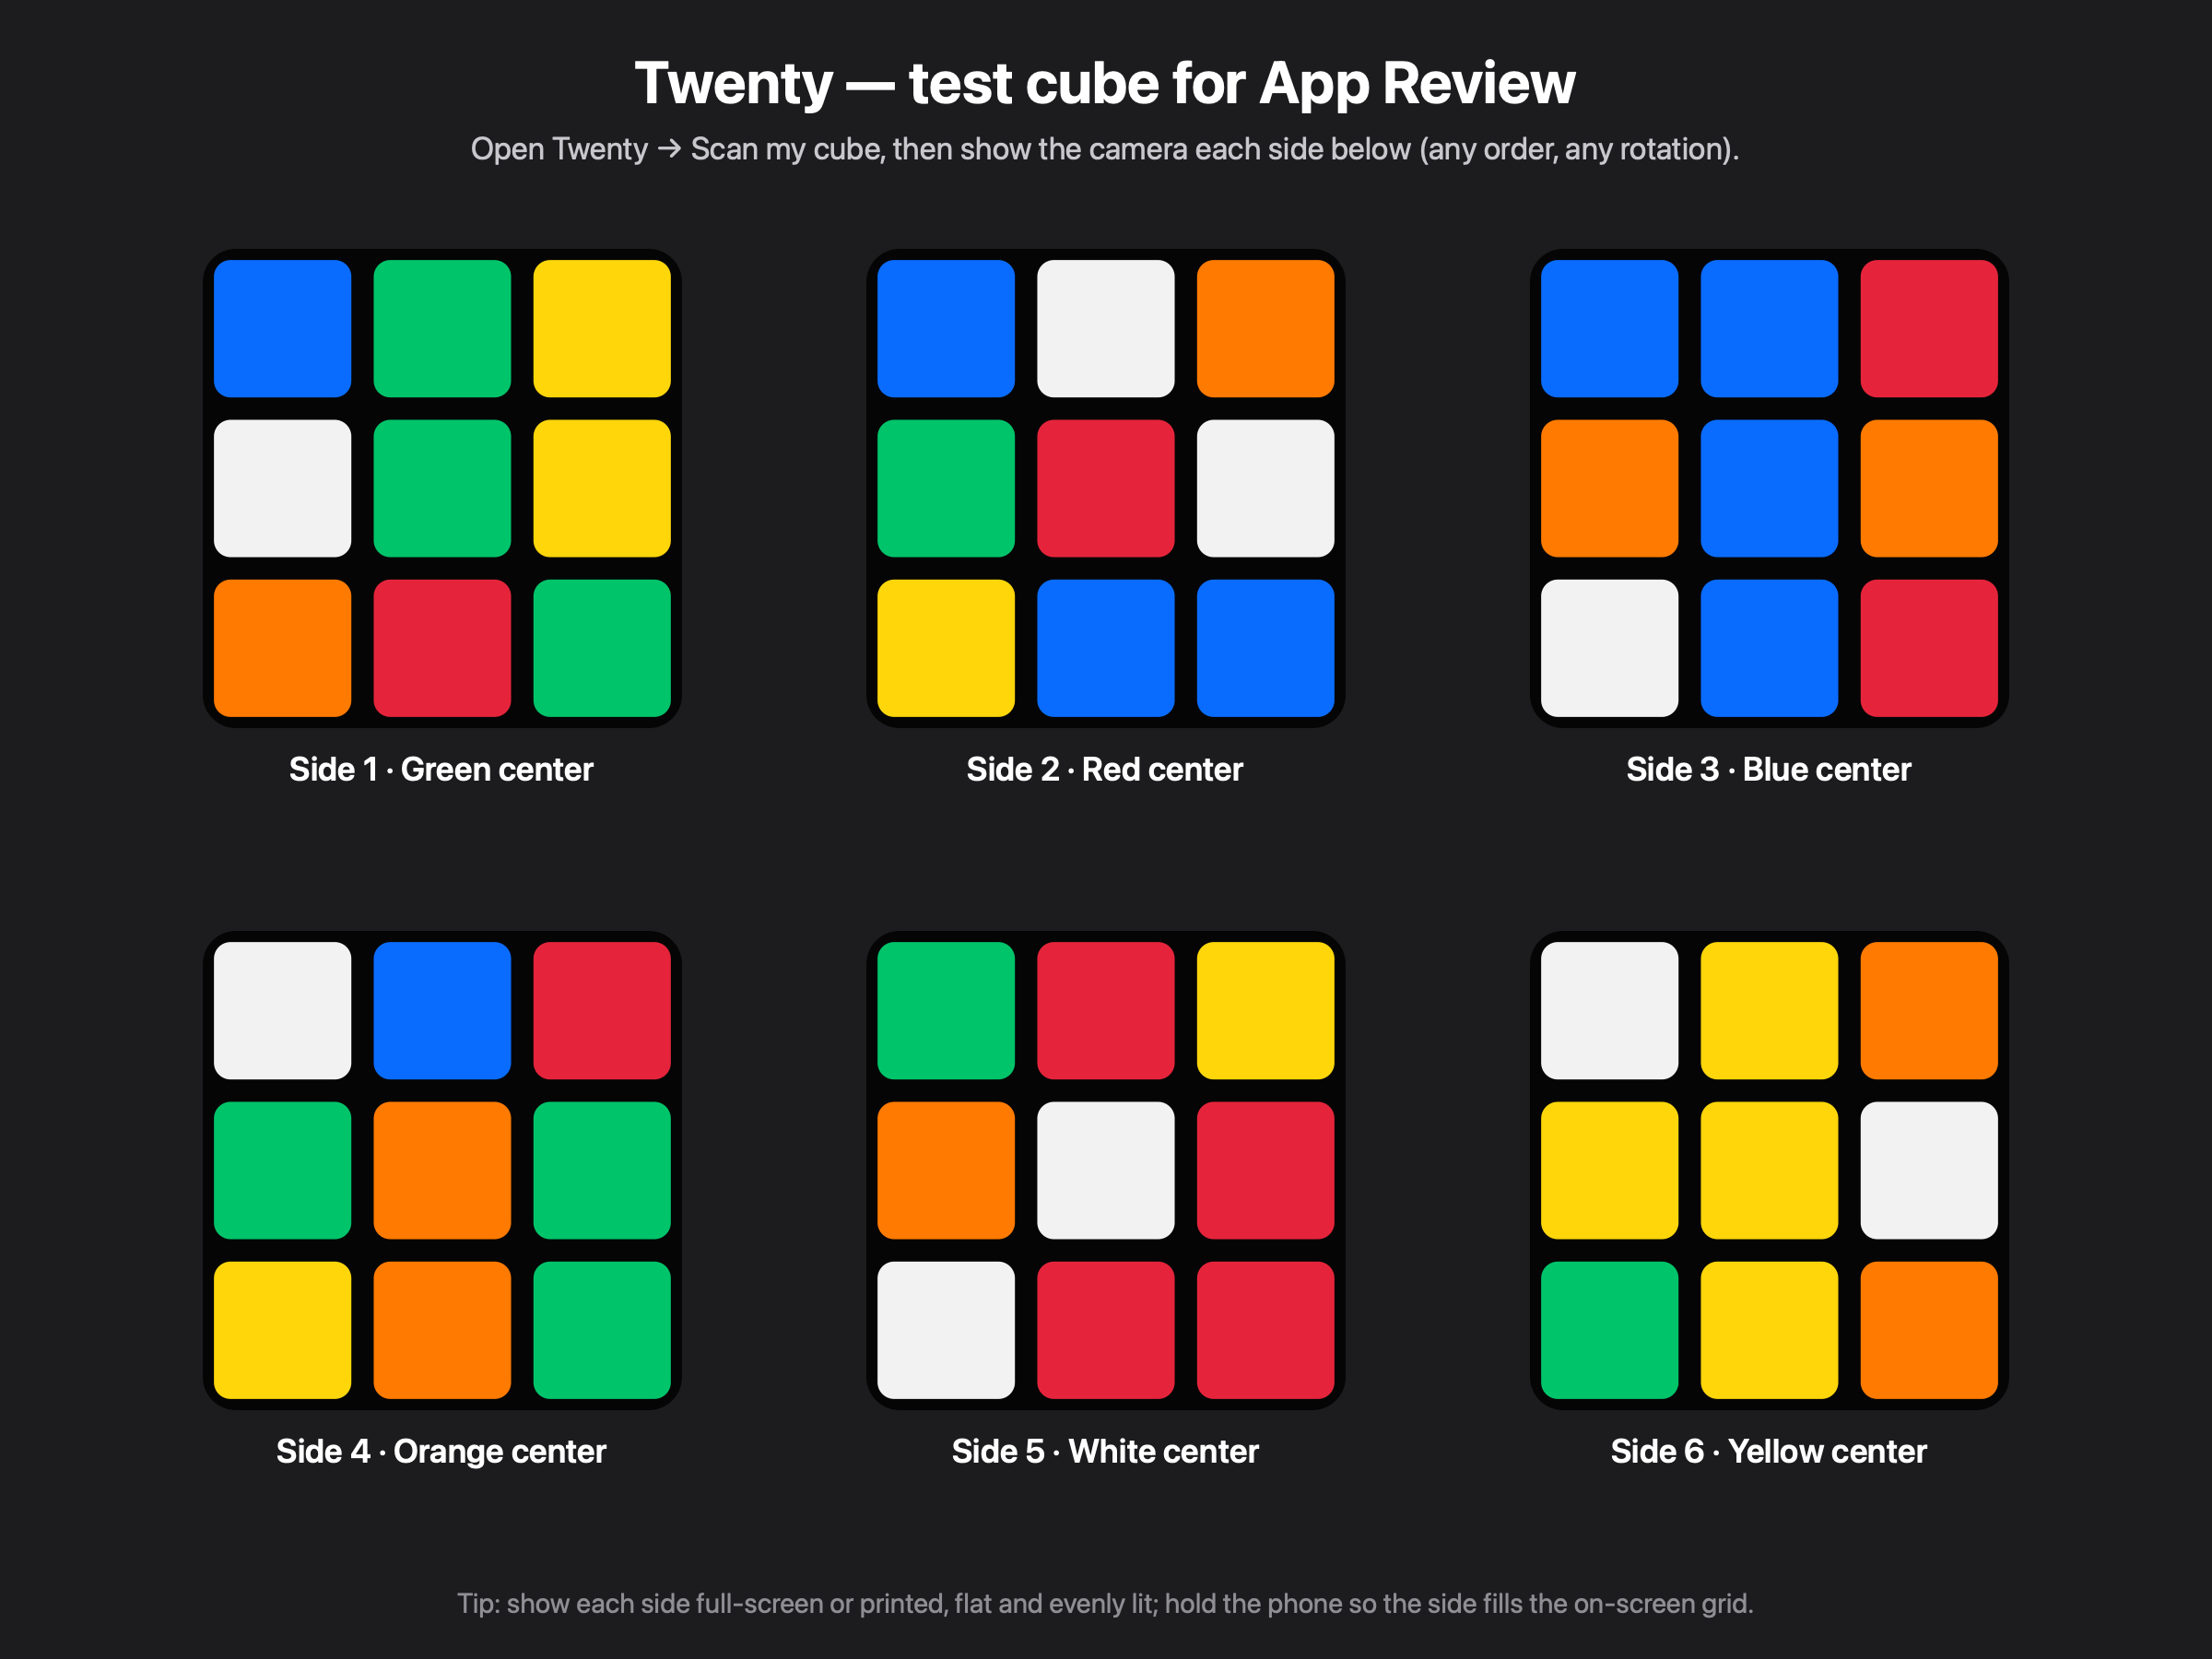 Twenty — test cube for App Review
Open Twenty → Scan my cube, then show the camera each side below (any order, any rotation).
Side 1 · Green center
Side 2 · Red center
Side 3 · Blue center
Side 4 · Orange center
Side 5 · White center
Side 6 · Yellow center
Tip: show each side full-screen or printed, flat and evenly lit; hold the phone so the side fills the on-screen grid.